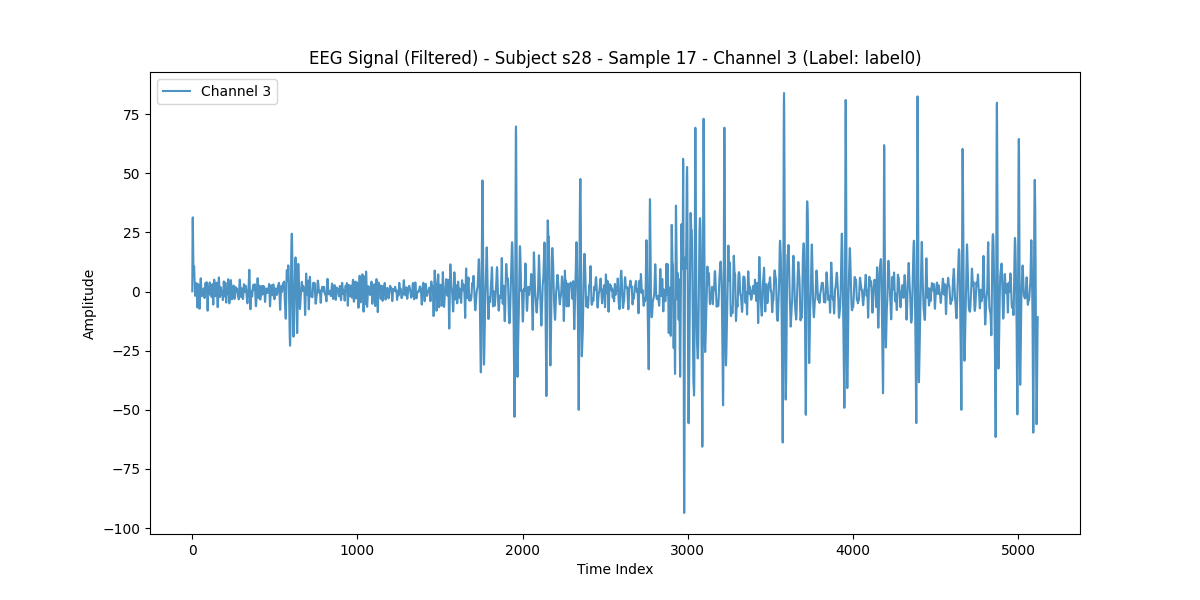 EEG Signal (Filtered) - Subject s28 - Sample 17 - Channel 3 (Label: label0)
Channel 3
75
50
25
0
−25
−50
−75
−100
Amplitude
0 1000 2000 3000 4000 5000
Time Index